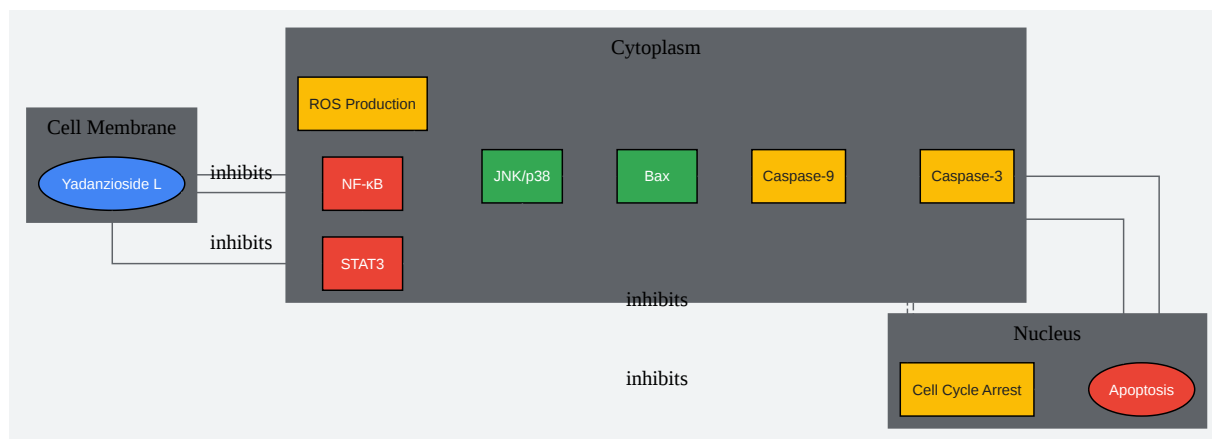 Cytoplasm
ROS Production
Cell Membrane
inhibits
Yadanzioside L
NF-κB
JNK/p38
Bax
Caspase-9
Caspase-3
inhibits
STAT3
inhibits
Nucleus
inhibits
Cell Cycle Arrest
Apoptosis